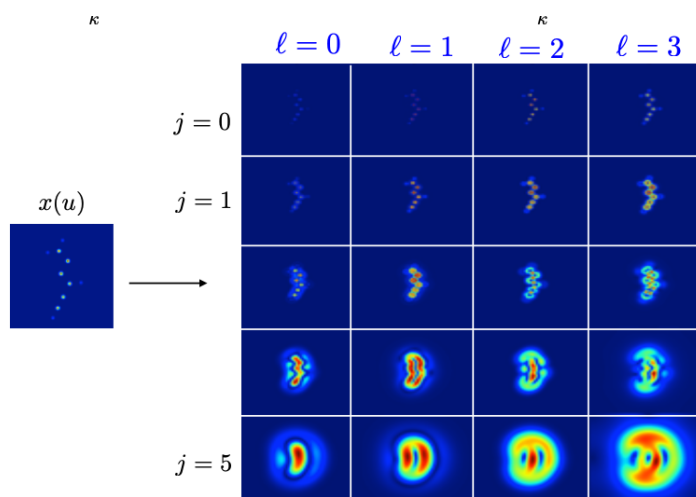 κ κ
ℓ = 0 ℓ = 1 ℓ = 2 ℓ = 3
j = 0
j = 1
x(u)
j = 5